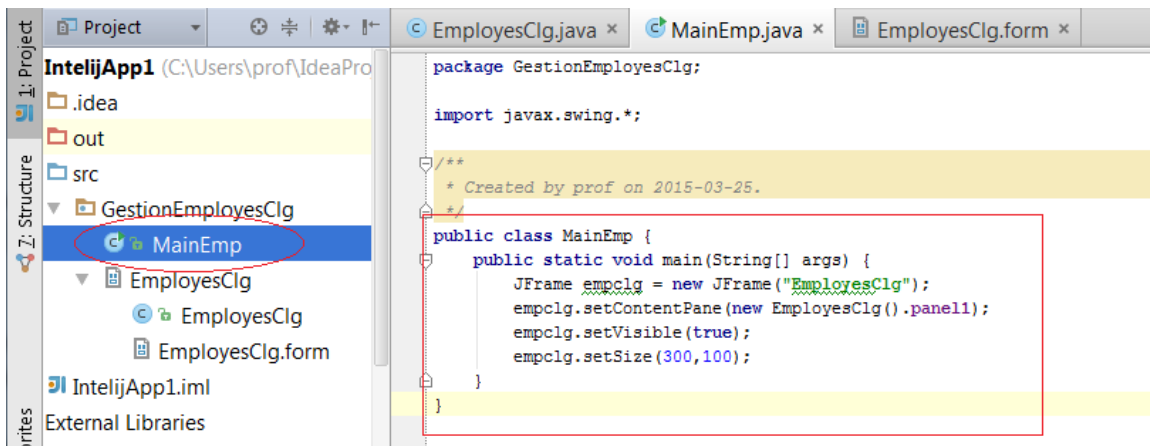 1: Project
7: Structure
Project
IntelijApp1 (C:\Users\prof\IdeaPro
.idea
out
src
GestionEmployesClg
MainEmp
EmployesClg
EmployesClg
EmployesClg.form
IntelijApp1.iml
External Libraries
EmployesClg.java
MainEmp.java
EmployesClg.form
package GestionEmployesClg;
import javax.swing.*;
/**
* Created by prof on 2015-03-25.
*/
public class MainEmp {
public static void main(String[] args) {
JFrame empclg = new JFrame("EmployesClg");
empclg.setContentPane(new EmployesClg().panel1);
empclg.setVisible(true);
empclg.setSize(300,100);
}
}